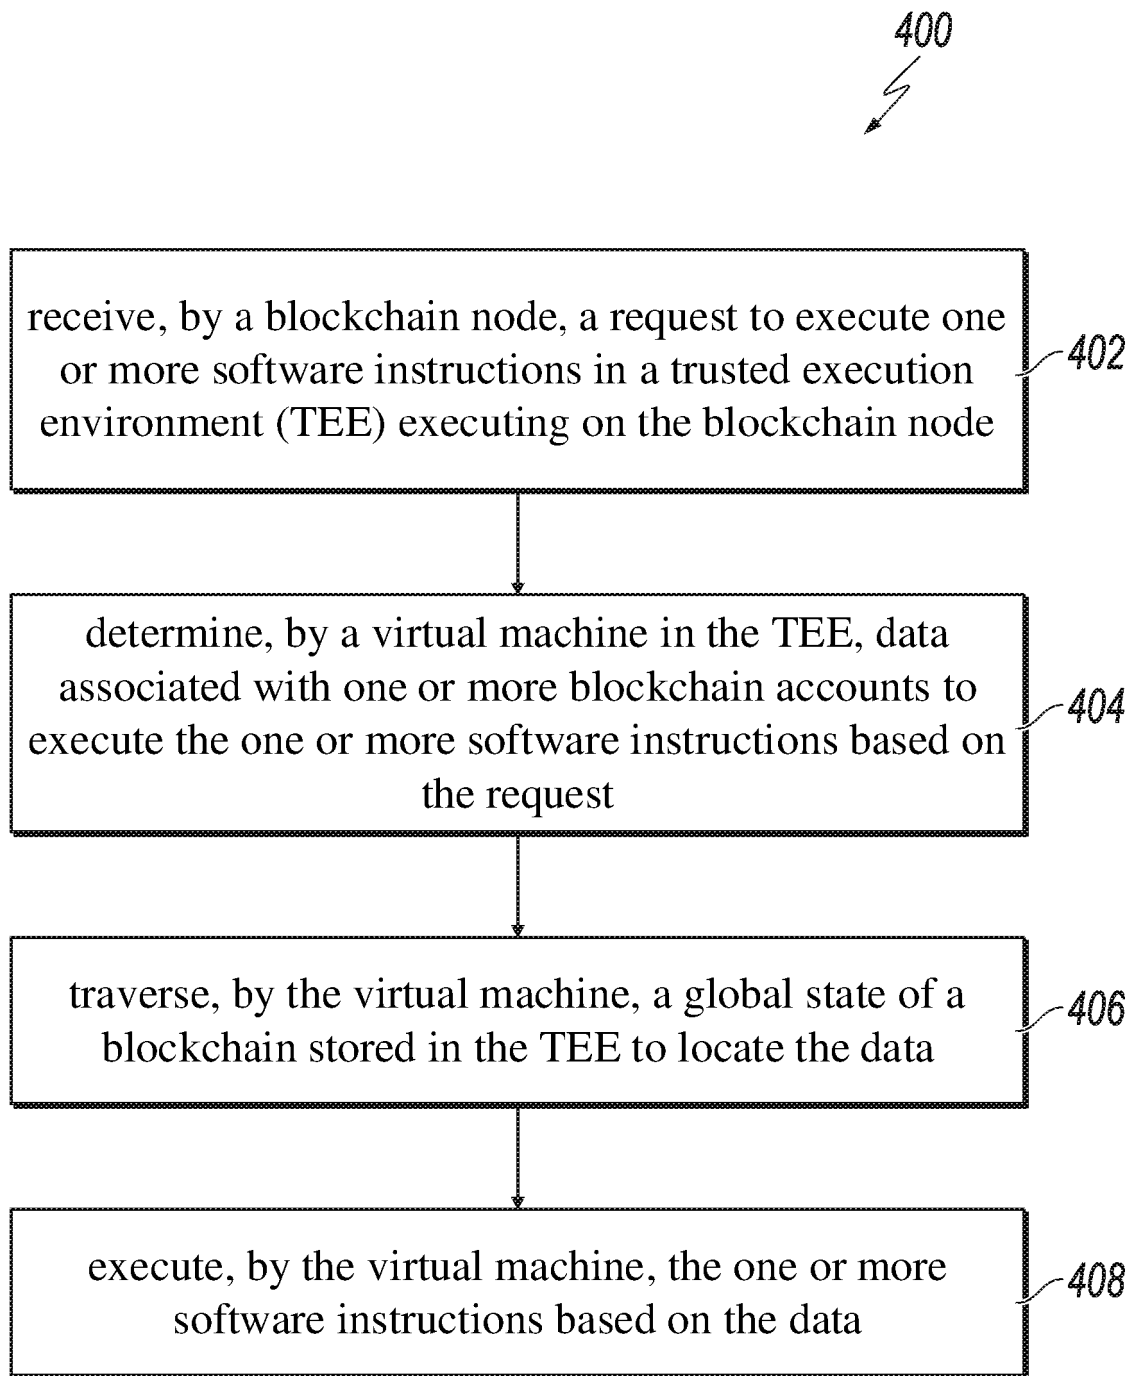 400
receive, by a blockchain node, a request to execute one
or more software instructions in a trusted execution
environment (TEE) executing on the blockchain node
402
determine, by a virtual machine in the TEE, data
associated with one or more blockchain accounts to
execute the one or more software instructions based on
the request
404
traverse, by the virtual machine, a global state of a
blockchain stored in the TEE to locate the data
406
execute, by the virtual machine, the one or more
software instructions based on the data
408